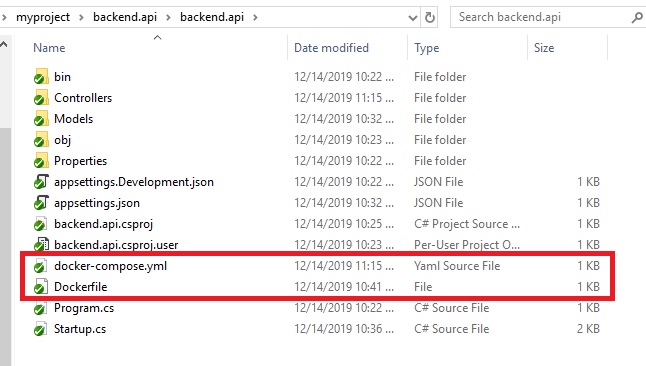 myproject › backend.api › backend.api ›
Search backend.api
Name Date modified Type Size
bin 12/14/2019 10:22 ... File folder
Controllers 12/14/2019 11:15 ... File folder
Models 12/14/2019 10:32 ... File folder
obj 12/14/2019 10:23 ... File folder
Properties 12/14/2019 10:22 ... File folder
appsettings.Development.json 12/14/2019 10:22 ... JSON File 1 KB
appsettings.json 12/14/2019 10:32 ... JSON File 1 KB
backend.api.csproj 12/14/2019 10:25 ... C# Project Source ... 1 KB
backend.api.csproj.user 12/14/2019 10:23 ... Per-User Project O... 1 KB
docker-compose.yml 12/14/2019 11:15 ... Yaml Source File 1 KB
Dockerfile 12/14/2019 10:41 ... File 1 KB
Program.cs 12/14/2019 10:22 ... C# Source File 1 KB
Startup.cs 12/14/2019 10:36 ... C# Source File 2 KB